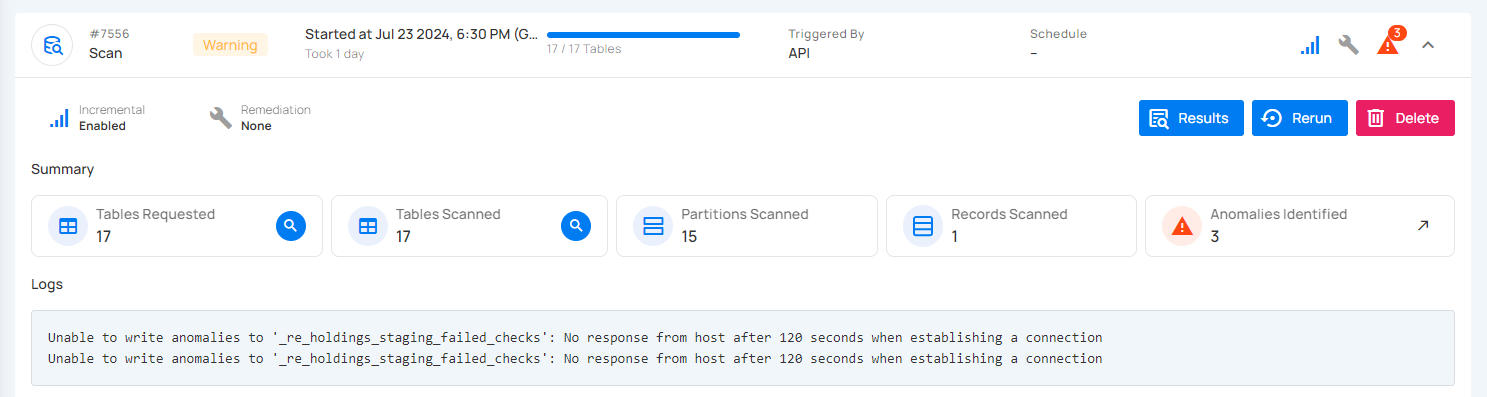 #7556
Scan
Warning
Started at Jul 23 2024, 6:30 PM (G...
Took 1 day
17 / 17 Tables
Triggered By
API
Schedule
–
3
Incremental
Enabled
Remediation
None
Results
Rerun
Delete
Summary
Tables Requested
17
Tables Scanned
17
Partitions Scanned
15
Records Scanned
1
Anomalies Identified
3
Logs
Unable to write anomalies to '_re_holdings_staging_failed_checks': No response from host after 120 seconds when establishing a connection
Unable to write anomalies to '_re_holdings_staging_failed_checks': No response from host after 120 seconds when establishing a connection